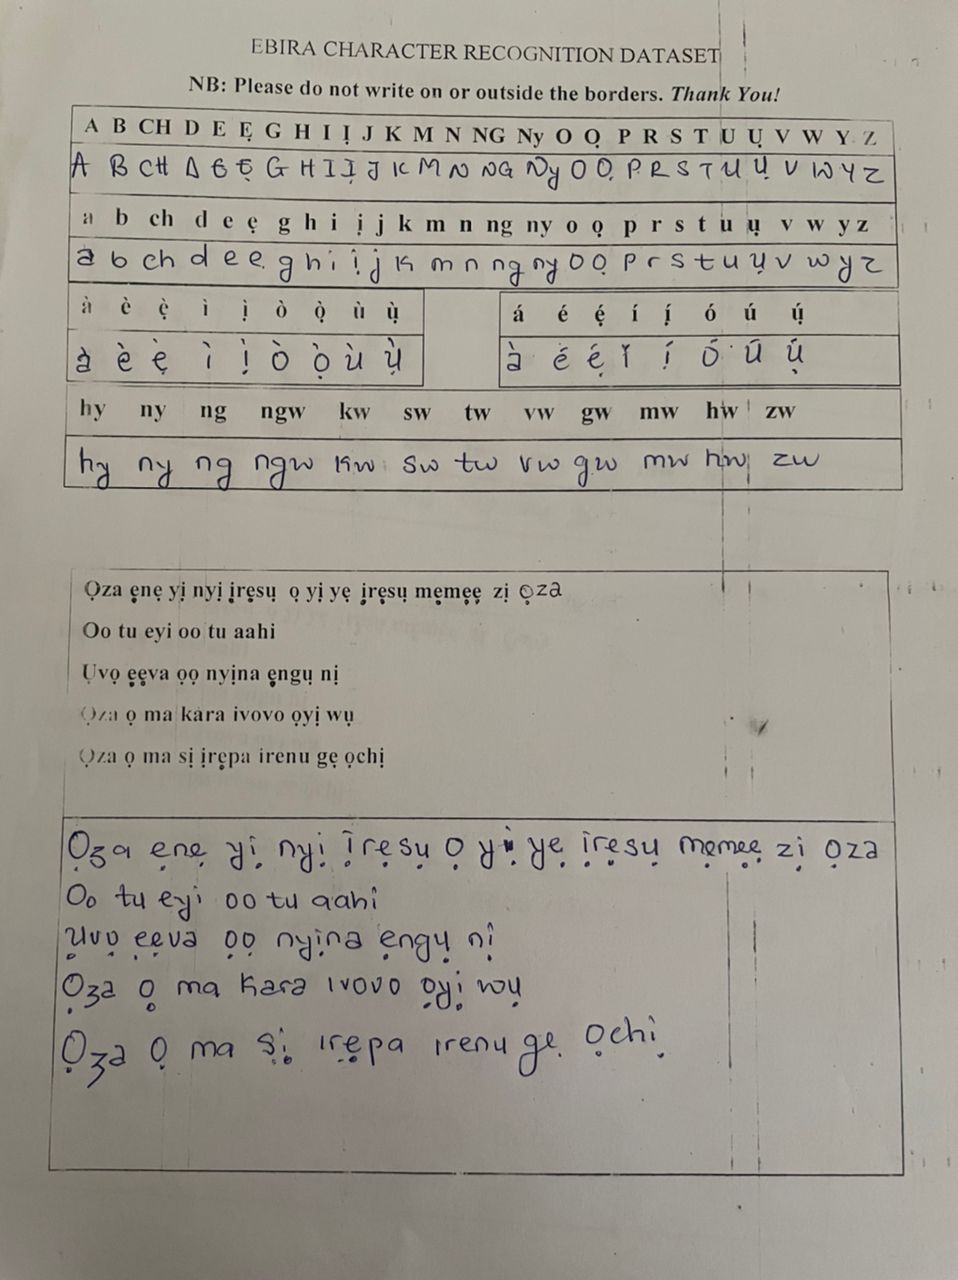 EBIRA CHARACTER RECOGNITION DATASET
NB: Please do not write on or outside the borders. Thank You!
A B CH D E Ẹ G H I Ị J K M N NG Ny O Ọ P R S T U Ụ V W Y Z
A B CH D E Ẹ G H I Ị J K M N NG Ny O Ọ P R S T U Ụ V W Y Z
a b ch d e ẹ g h i ị j k m n ng ny o ọ p r s t u ụ v w y z
a b ch d e ẹ g h i ị j k m n ng ny o ọ p r s t u ụ v w y z
à è ẹ̀ ì ị̀ ò ọ̀ ù ụ̀
à è ẹ̀ ì ị̀ ò ọ̀ ù ụ̀
á é ẹ́ í ị́ ó ú ụ́
à é ẹ́ í ị́ ó ú ụ́
hy ny ng ngw kw sw tw vw gw mw hw zw
hy ny ng ngw kw sw tw vw gw mw hw zw
Ọza ẹnẹ yị nyị ịrẹsụ ọ yị yẹ ịrẹsụ mẹmẹẹ zị ọza
Oo tu eyi oo tu aahi
Ụvọ ẹẹva ọọ nyịna ẹngụ nị
Ọza ọ ma kara ivovo ọyị wụ
Ọza ọ ma sị ịrẹpa irenu gẹ ọchị
Ọza ẹnẹ yị nyị ịrẹsụ ọ yị yẹ ịrẹsụ mẹmẹẹ zị ọza
Oo tu eyi oo tu aahi
Ụvọ ẹẹva ọọ nyịna ẹngụ nị
Ọza ọ ma kara ivovo ọyị wụ
Ọza ọ ma sị irẹpa irenu gẹ ọchị